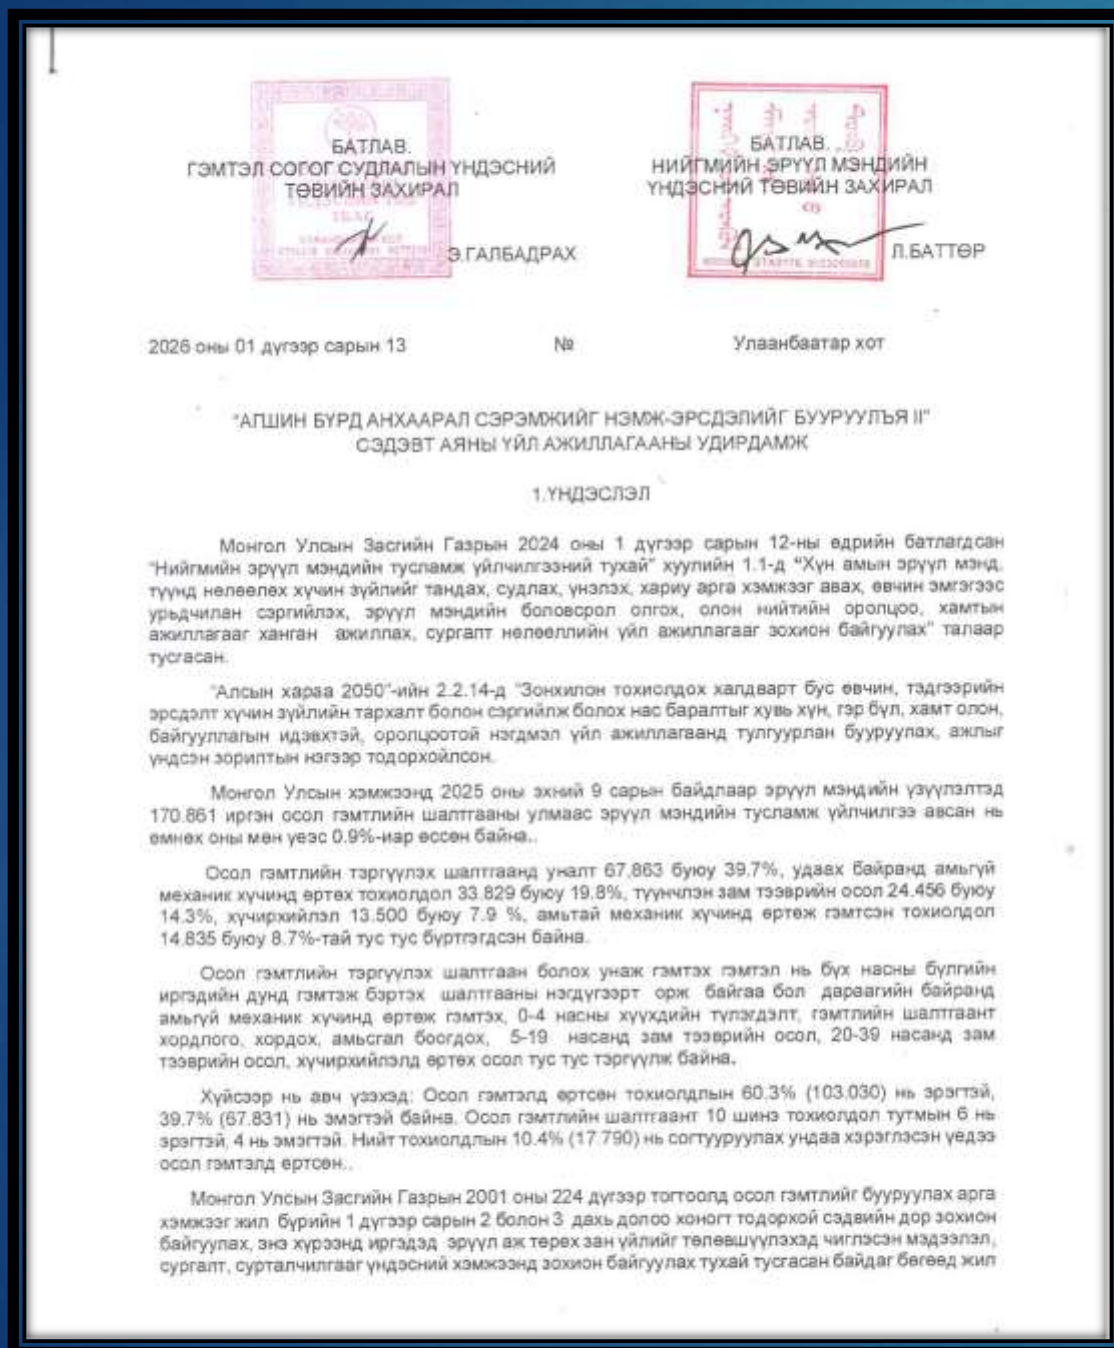 БАТЛАВ.
ГЭМТЭЛ СОГОГ СУДЛАЛЫН ҮНДЭСНИЙ
ТӨВИЙН ЗАХИРАЛ
Э.ГАЛБАДРАХ
БАТЛАВ.
НИЙГМИЙН ЭРҮҮЛ МЭНДИЙН
ҮНДЭСНИЙ ТӨВИЙН ЗАХИРАЛ
Л.БАТТӨР
2026 оны 01 дүгээр сарын 13 № Улаанбаатар хот
"АГШИН БҮРД АНХААРАЛ СЭРЭМЖИЙГ НЭМЖ-ЭРСДЭЛИЙГ БУУРУУЛЪЯ II"
СЭДЭВТ АЯНЫ ҮЙЛ АЖИЛЛАГААНЫ УДИРДАМЖ
1.ҮНДЭСЛЭЛ
Монгол Улсын Засгийн Газрын 2024 оны 1 дүгээр сарын 12-ны өдрийн батлагдсан
"Нийгмийн эрүүл мэндийн тусламж үйлчилгээний тухай" хуулийн 1.1-д "Хүн амын эрүүл мэнд,
түүнд нөлөөлөх хүчин зүйлийг тандах, судлах, үнэлэх, хариу арга хэмжээг авах, өвчин эмгэгээс
урьдчилан сэргийлэх, эрүүл мэндийн боловсрол олгох, олон нийтийн оролцоо, хамтын
ажиллагааг ханган ажиллах, сургалт нөлөөллийн үйл ажиллагааг зохион байгуулах" талаар
тусгасан.
"Алсын хараа 2050"-ийн 2.2.14-д "Зонхилон тохиолдох халдварт бус өвчин, тэдгээрийн
эрсдэлт хүчин зүйлийн тархалт болон сэргийлж болох нас баралтыг хувь хүн, гэр бүл, хамт олон,
байгууллагын идэвхтэй, оролцоотой нэгдмэл үйл ажиллагаанд тулгуурлан бууруулах, ажлыг
үндсэн зорилтын нэгээр тодорхойлсон.
Монгол Улсын хэмжээнд 2025 оны эхний 9 сарын байдлаар эрүүл мэндийн үзүүлэлтэд
170.861 иргэн осол гэмтлийн шалтгааны улмаас эрүүл мэндийн тусламж үйлчилгээ авсан нь
өмнөх оны мөн үеэс 0.9%-иар өссөн байна..
Осол гэмтлийн тэргүүлэх шалтгаанд уналт 67.863 буюу 39.7%, удаах байранд амьгүй
механик хүчинд өртөх тохиолдол 33.829 буюу 19.8%, түүнчлэн зам тээврийн осол 24.456 буюу
14.3%, хүчирхийлэл 13.500 буюу 7.9 %, амьтай механик хүчинд өртөж гэмтсэн тохиолдол
14.835 буюу 8.7%-тай тус тус бүртгэгдсэн байна.
Осол гэмтлийн тэргүүлэх шалтгаан болох унаж гэмтэх гэмтэл нь бүх насны бүлгийн
иргэдийн дунд гэмтэж бэртэх шалтгааны нэгдүгээрт орж байгаа бол дараагийн байранд
амьгүй механик хүчинд өртөж гэмтэх, 0-4 насны хүүхдийн түлэгдэлт, гэмтлийн шалтгаант
хордлого, хордох, амьсгал боогдох, 5-19 насанд зам тээврийн осол, 20-39 насанд зам
тээврийн осол, хүчирхийлэлд өртөх осол тус тус тэргүүлж байна.
Хүйсээр нь авч үзэхэд: Осол гэмтэлд өртсөн тохиолдлын 60.3% (103.030) нь эрэгтэй,
39.7% (67.831) нь эмэгтэй байна. Осол гэмтлийн шалтгаант 10 шинэ тохиолдол тутмын 6 нь
эрэгтэй, 4 нь эмэгтэй. Нийт тохиолдлын 10.4% (17.790) нь согтууруулах ундаа хэрэглэсэн үедээ
осол гэмтэлд өртсөн..
Монгол Улсын Засгийн Газрын 2001 оны 224 дүгээр тогтоолд осол гэмтлийг бууруулах арга
хэмжээг жил бүрийн 1 дүгээр сарын 2 болон 3 дахь долоо хоногт тодорхой сэдвийн дор зохион
байгуулах, энэ хүрээнд иргэдэд эрүүл аж төрөх зан үйлийг төлөвшүүлэхэд чиглэсэн мэдээлэл,
сургалт, сурталчилгааг үндэсний хэмжээнд зохион байгуулах тухай тусгасан байдаг бөгөөд жил